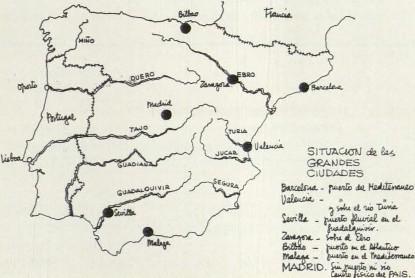 Bilbao
Francia
MIÑO
Oporto
DUERO
Zaragoza
EBRO
Barcelona
Portugal
Madrid
TAJO
TURIA
Valencia
Lisboa
JUCAR
GUADIANA
GUADALQUIVIR
SEGURA
Sevilla
Malaga
SITUACION de las
GRANDES
CIUDADES
Barcelona - puerto del Mediterraneo
Valencia - " "
y sobre el rio Turia
Sevilla - puerto fluvial en el
guadalquivir.
Zaragoza - sobre el Ebro
Bilbao - puerto en el Atlántico
Malaga - puerto en el Mediterraneo
MADRID. Sin puerto ni rio
Centro físico del PAIS